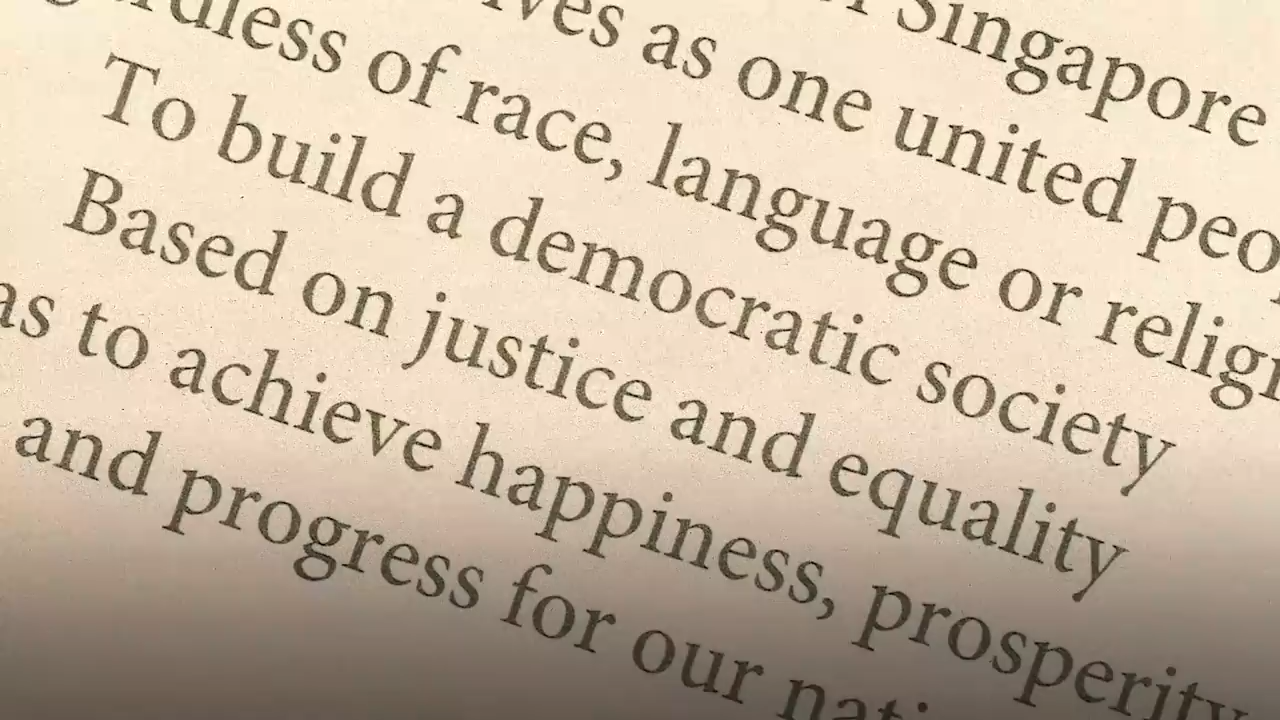 Singapore
as one united
of race, language or
To build a democratic society
Based on justice and equality
as to achieve happiness, prosperity
and progress for our